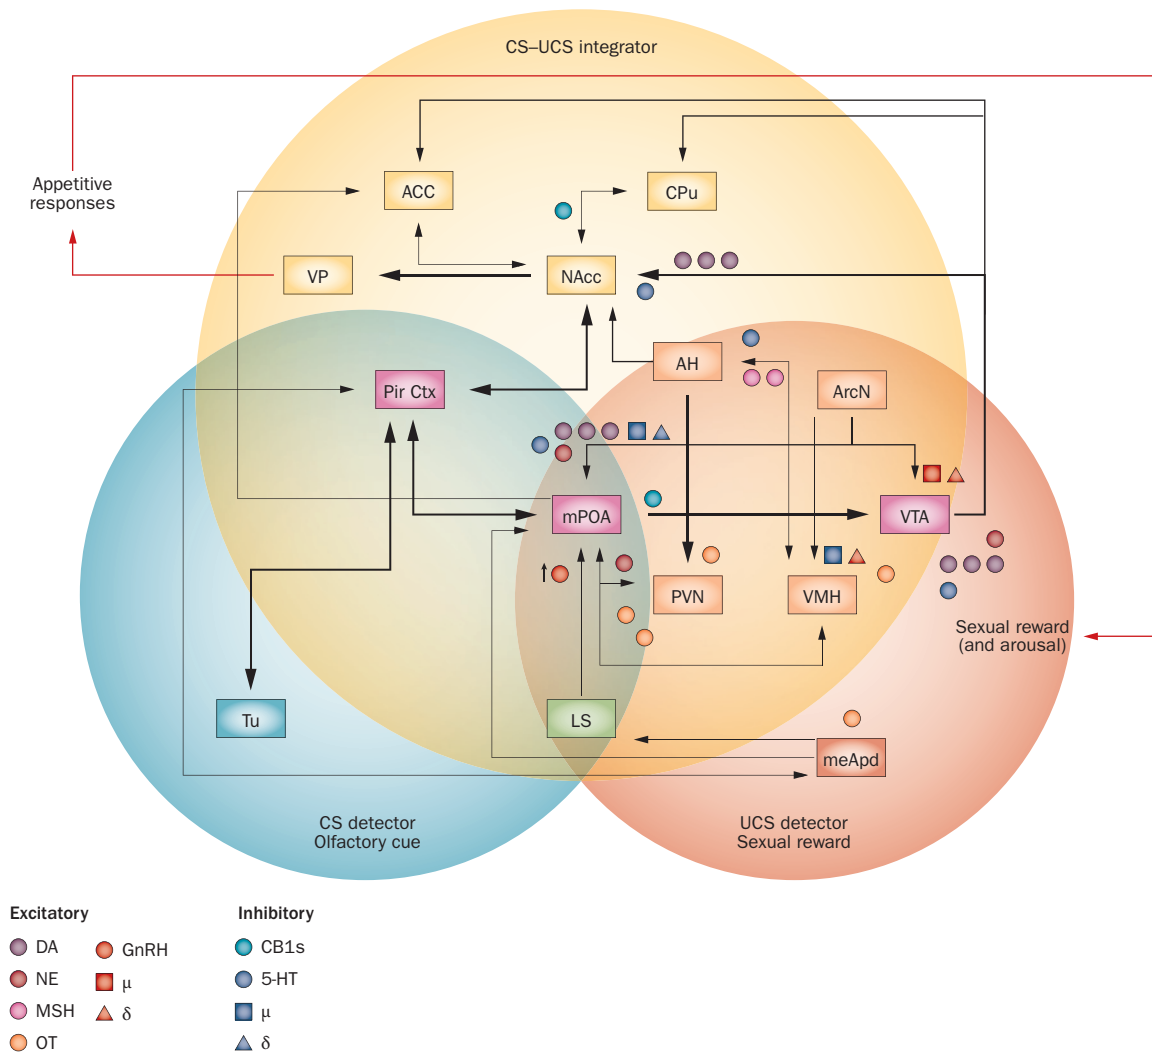 CS–UCS integrator
Appetitive
responses
ACC
CPu
VP
NAcc
AH
Pir Ctx
ArcN
mPOA
VTA
PVN
VMH
Sexual reward
(and arousal)
Tu
LS
meApd
CS detector
Olfactory cue
UCS detector
Sexual reward
Excitatory
DA
NE
MSH
OT
GnRH
μ
δ
Inhibitory
CB1s
5-HT
μ
δ